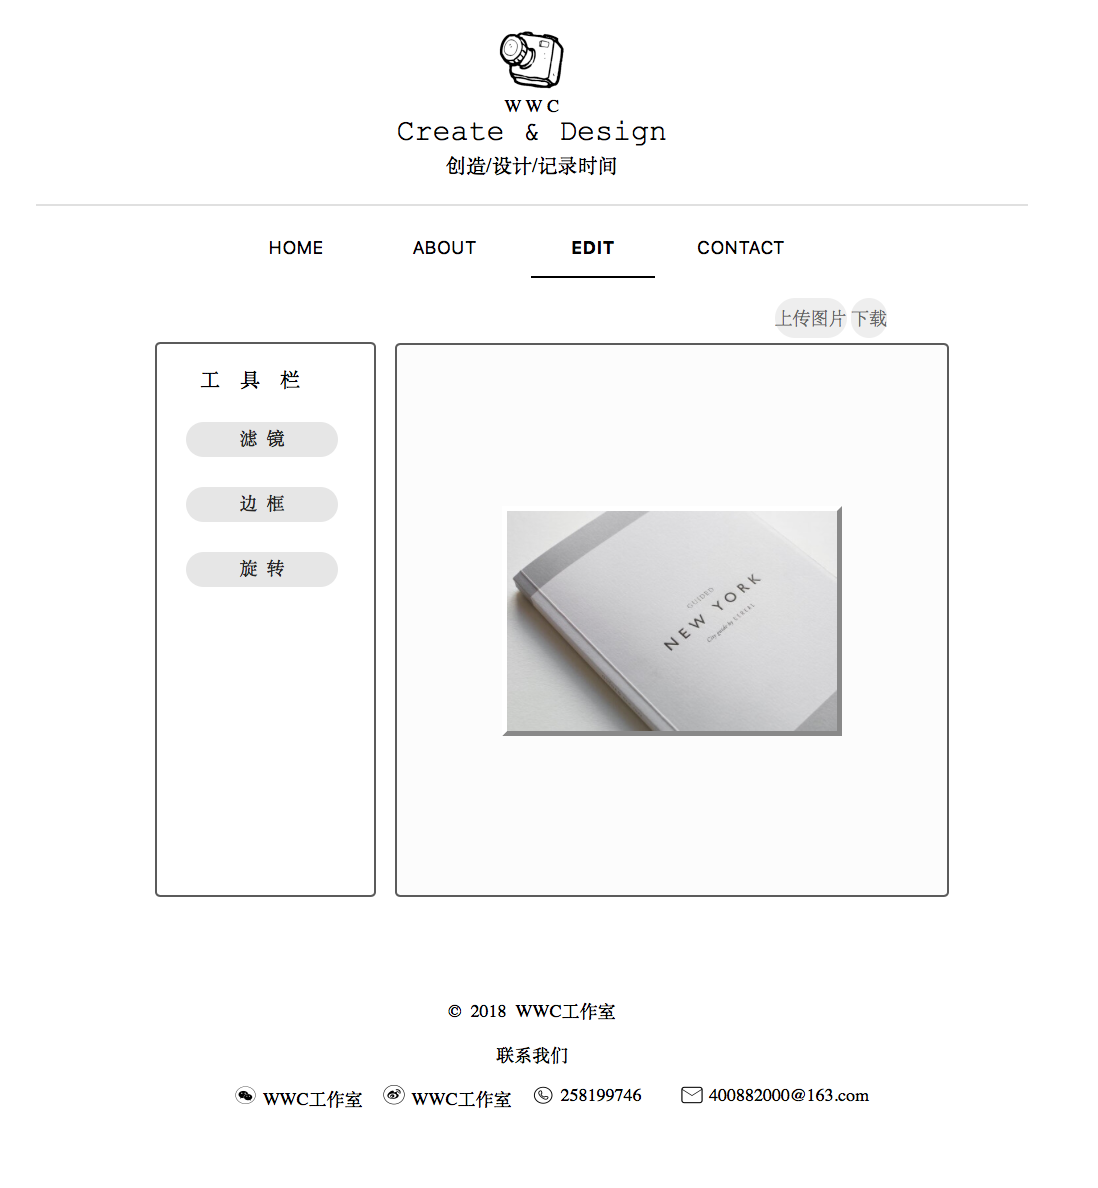 WWC
Create & Design
创造/设计/记录时间
HOME ABOUT EDIT CONTACT
上传图片 下载
工 具 栏
滤 镜
边 框
旋 转
GUIDED
NEW YORK
City guide by
© 2018 WWC工作室
联系我们
WWC工作室 WWC工作室 258199746 400882000@163.com